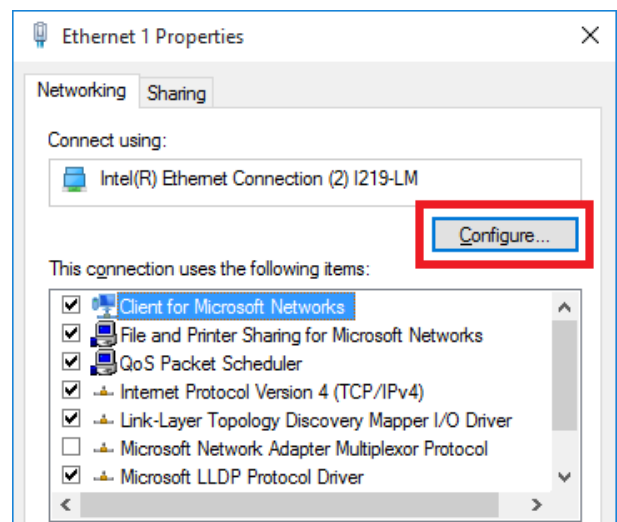 Ethernet 1 Properties
Networking Sharing
Connect using:
Intel(R) Ethernet Connection (2) I219-LM
Configure...
This connection uses the following items:
Client for Microsoft Networks
File and Printer Sharing for Microsoft Networks
QoS Packet Scheduler
Internet Protocol Version 4 (TCP/IPv4)
Link-Layer Topology Discovery Mapper I/O Driver
Microsoft Network Adapter Multiplexor Protocol
Microsoft LLDP Protocol Driver